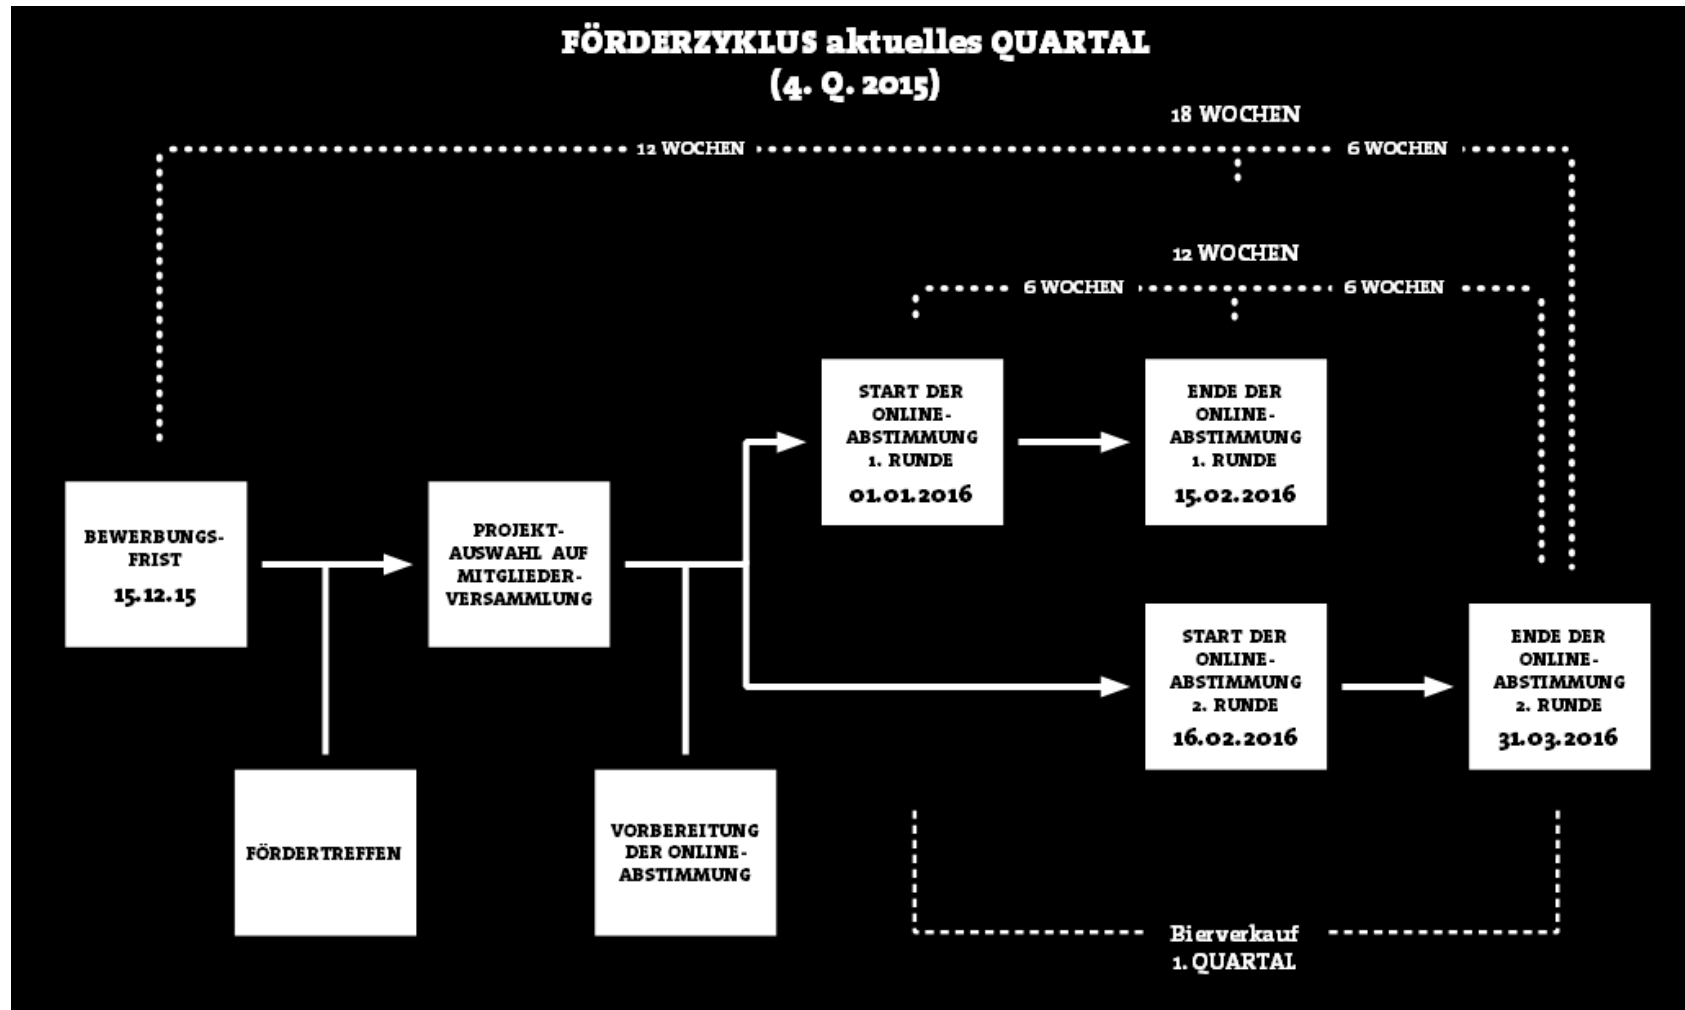 FÖRDERZYKLUS aktuelles QUARTAL
(4. Q. 2015)
18 WOCHEN
12 WOCHEN
6 WOCHEN
12 WOCHEN
6 WOCHEN
6 WOCHEN
START DER
ONLINE-
ABSTIMMUNG
1. RUNDE
01.01.2016
ENDE DER
ONLINE-
ABSTIMMUNG
1. RUNDE
15.02.2016
BEWERBUNGS-
FRIST
15.12.15
PROJEKT-
AUSWAHL AUF
MITGLIEDER-
VERSAMMLUNG
START DER
ONLINE-
ABSTIMMUNG
2. RUNDE
16.02.2016
ENDE DER
ONLINE-
ABSTIMMUNG
2. RUNDE
31.03.2016
FÖRDERTREFFEN
VORBEREITUNG
DER ONLINE-
ABSTIMMUNG
Bierverkauf
1. QUARTAL